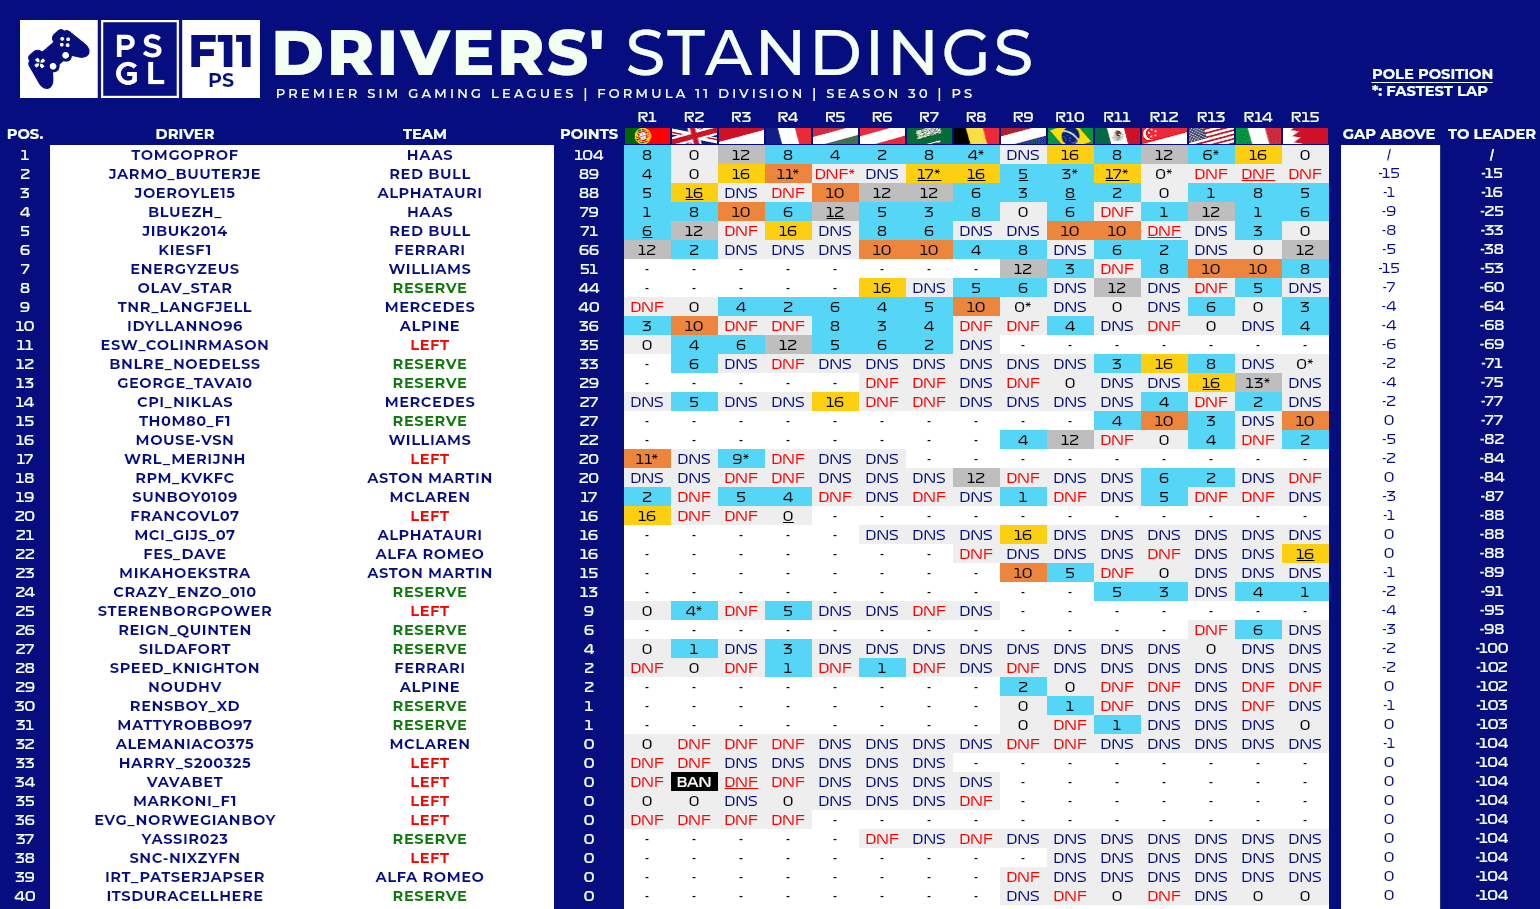 PS
GL
F11
PS
DRIVERS' STANDINGS
PREMIER SIM GAMING LEAGUES | FORMULA 11 DIVISION | SEASON 30 | PS
POLE POSITION
*: FASTEST LAP
R1 R2 R3 R4 R5 R6 R7 R8 R9 R10 R11 R12 R13 R14 R15
POS. DRIVER TEAM POINTS GAP ABOVE TO LEADER
1 TOMGOPROF HAAS 104 8 0 12 8 4 2 8 4* DNS 16 8 12 6* 16 0 / /
2 JARMO_BUUTERJE RED BULL 89 4 0 16 11* DNF* DNS 17* 16 5 3* 17* 0* DNF DNF DNF -15 -15
3 JOEROYLE15 ALPHATAURI 88 5 16 DNS DNF 10 12 12 6 3 8 2 0 1 8 5 -1 -16
4 BLUEZH_ HAAS 79 1 8 10 6 12 5 3 8 0 6 DNF 1 12 1 6 -9 -25
5 JIBUK2014 RED BULL 71 6 12 DNF 16 DNS 8 6 DNS DNS 10 10 DNF DNS 3 0 -8 -33
6 KIESF1 FERRARI 66 12 2 DNS DNS DNS 10 10 4 8 DNS 6 2 DNS 0 12 -5 -38
7 ENERGYZEUS WILLIAMS 51 - - - - - - - - 12 3 DNF 8 10 10 8 -15 -53
8 OLAV_STAR RESERVE 44 - - - - - 16 DNS 5 6 DNS 12 DNS DNF 5 DNS -7 -60
9 TNR_LANGFJELL MERCEDES 40 DNF 0 4 2 6 4 5 10 0* DNS 0 DNS 6 0 3 -4 -64
10 IDYLLANNO96 ALPINE 36 3 10 DNF DNF 8 3 4 DNF DNF 4 DNS DNF 0 DNS 4 -4 -68
11 ESW_COLINRMASON LEFT 35 0 4 6 12 5 6 2 DNS - - - - - - - -6 -69
12 BNLRE_NOEDELSS RESERVE 33 - 6 DNS DNF DNS DNS DNS DNS DNS DNS 3 16 8 DNS 0* -2 -71
13 GEORGE_TAVA10 RESERVE 29 - - - - - DNF DNF DNS DNF 0 DNS DNS 16 13* DNS -4 -75
14 CPI_NIKLAS MERCEDES 27 DNS 5 DNS DNS 16 DNF DNF DNS DNS DNS DNS 4 DNF 2 DNS -2 -77
15 TH0M80_F1 RESERVE 27 - - - - - - - - - - 4 10 3 DNS 10 0 -77
16 MOUSE-VSN WILLIAMS 22 - - - - - - - - 4 12 DNF 0 4 DNF 2 -5 -82
17 WRL_MERIJNH LEFT 20 11* DNS 9* DNF DNS DNS - - - - - - - - - -2 -84
18 RPM_KVKFC ASTON MARTIN 20 DNS DNS DNF DNF DNS DNS DNS 12 DNF DNS DNS 6 2 DNS DNF 0 -84
19 SUNBOY0109 MCLAREN 17 2 DNF 5 4 DNF DNS DNF DNS 1 DNF DNS 5 DNF DNF DNS -3 -87
20 FRANCOVL07 LEFT 16 16 DNF DNF 0 - - - - - - - - - - - -1 -88
21 MCI_GIJS_07 ALPHATAURI 16 - - - - - DNS DNS DNS 16 DNS DNS DNS DNS DNS DNS 0 -88
22 FES_DAVE ALFA ROMEO 16 - - - - - - - DNF DNS DNS DNS DNF DNS DNS 16 0 -88
23 MIKAHOEKSTRA ASTON MARTIN 15 - - - - - - - - 10 5 DNF 0 DNS DNS DNS -1 -89
24 CRAZY_ENZO_010 RESERVE 13 - - - - - - - - - - 5 3 DNS 4 1 -2 -91
25 STERENBORGPOWER LEFT 9 0 4* DNF 5 DNS DNS DNF DNS - - - - - - - -4 -95
26 REIGN_QUINTEN RESERVE 6 - - - - - - - - - - - - DNF 6 DNS -3 -98
27 SILDAFORT RESERVE 4 0 1 DNS 3 DNS DNS DNS DNS DNS DNS DNS DNS 0 DNS DNS -2 -100
28 SPEED_KNIGHTON FERRARI 2 DNF 0 DNF 1 DNF 1 DNF DNS DNF DNS DNS DNS DNS DNS DNS -2 -102
29 NOUDHV ALPINE 2 - - - - - - - - 2 0 DNF DNF DNS DNF DNF 0 -102
30 RENSBOY_XD RESERVE 1 - - - - - - - - 0 1 DNF DNS DNS DNF DNS -1 -103
31 MATTYROBBO97 RESERVE 1 - - - - - - - - 0 DNF 1 DNS DNS DNS 0 0 -103
32 ALEMANIACO375 MCLAREN 0 0 DNF DNF DNF DNS DNS DNS DNS DNF DNF DNS DNS DNS DNS DNS -1 -104
33 HARRY_S200325 LEFT 0 DNF DNF DNS DNS DNS DNS DNS - - - - - - - - 0 -104
34 VAVABET LEFT 0 DNF BAN DNF DNF DNS DNS DNS DNS - - - - - - - 0 -104
35 MARKONI_F1 LEFT 0 0 0 DNS 0 DNS DNS DNS DNF - - - - - - - 0 -104
36 EVG_NORWEGIANBOY LEFT 0 DNF DNF DNF DNF - - - - - - - - - - - 0 -104
37 YASSIR023 RESERVE 0 - - - - - DNF DNS DNF DNS DNS DNS DNS DNS DNS DNS 0 -104
38 SNC-NIXZYFN LEFT 0 - - - - - - - - - DNS DNS DNS DNS DNS DNS 0 -104
39 IRT_PATSERJAPSER ALFA ROMEO 0 - - - - - - - - DNF DNS DNS DNS DNS DNS DNS 0 -104
40 ITSDURACELLHERE RESERVE 0 - - - - - - - - DNS DNF 0 DNF DNS 0 0 0 -104